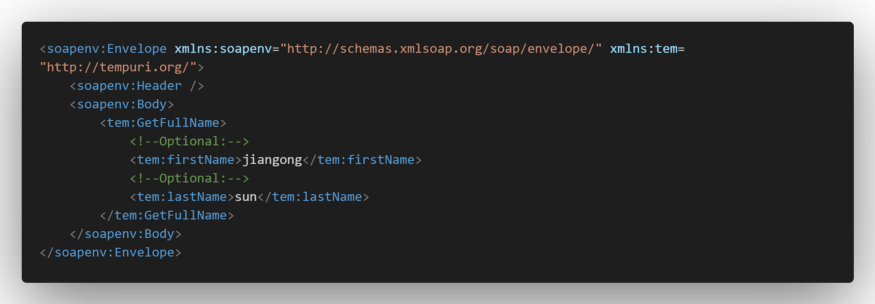 <soapenv:Envelope xmlns:soapenv="http://schemas.xmlsoap.org/soap/envelope/" xmlns:tem=
"http://tempuri.org/">
    <soapenv:Header />
    <soapenv:Body>
        <tem:GetFullName>
            <!--Optional:-->
            <tem:firstName>jiangong</tem:firstName>
            <!--Optional:-->
            <tem:lastName>sun</tem:lastName>
        </tem:GetFullName>
    </soapenv:Body>
</soapenv:Envelope>